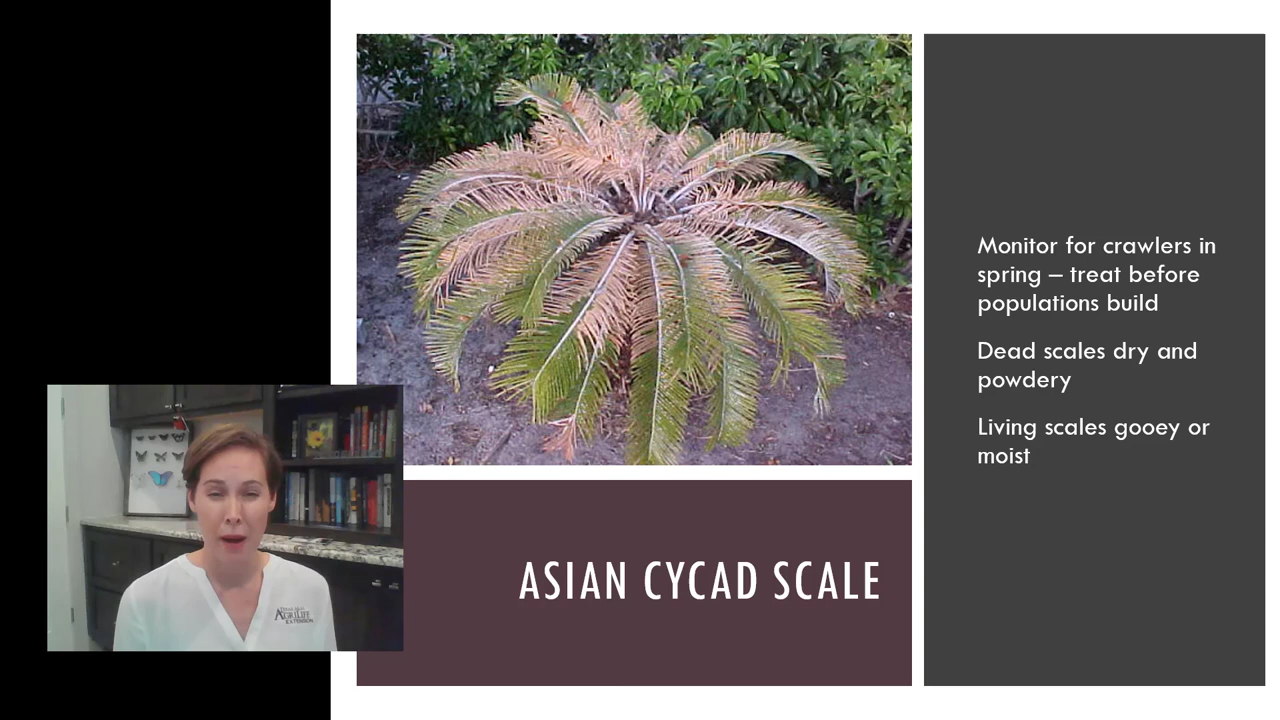 Monitor for crawlers in
spring – treat before
populations build
Dead scales dry and
powdery
Living scales gooey or
moist
ASIAN CYCAD SCALE
AGRILIFE
EXTENSION